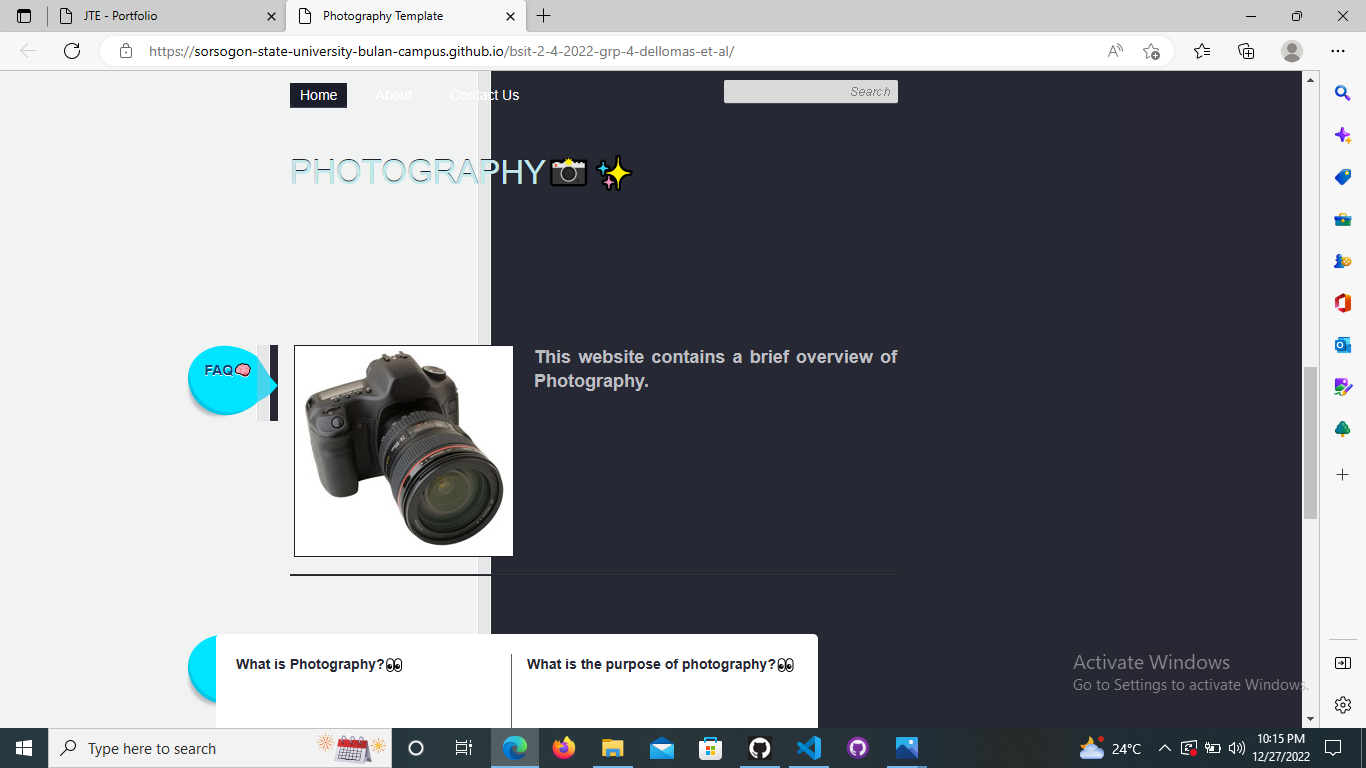 JTE - Portfolio
Photography Template
https://sorsogon-state-university-bulan-campus.github.io/bsit-2-4-2022-grp-4-dellomas-et-al/
Home About Contact Us
Search
PHOTOGRAPHY📷✨
FAQ🧠
This website contains a brief overview of
Photography.
What is Photography?👀
What is the purpose of photography?👀
Activate Windows
Go to Settings to activate Windows.
Type here to search
24°C
10:15 PM
12/27/2022